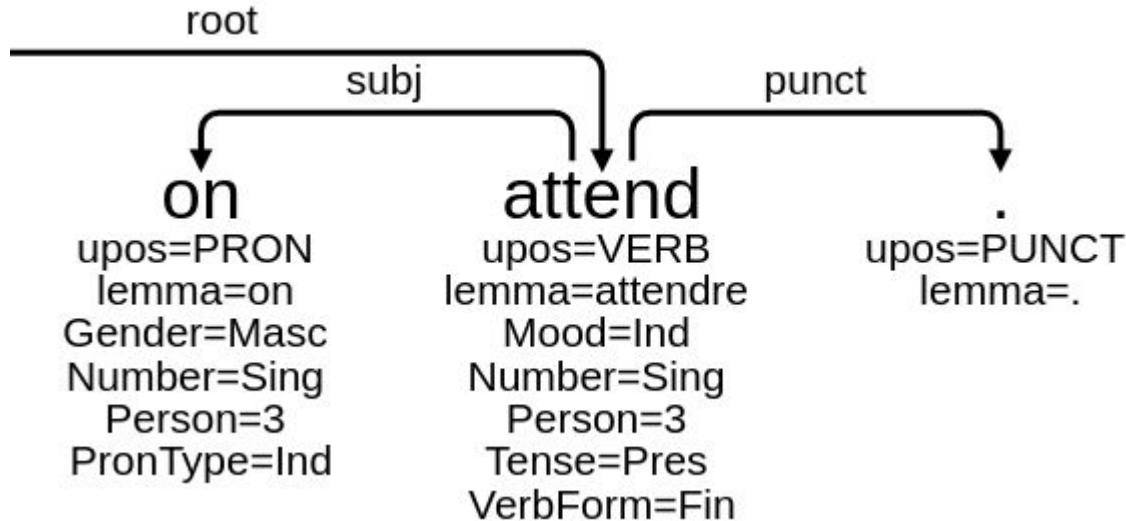 root
subj punct
on attend .
upos=PRON upos=VERB upos=PUNCT
lemma=on lemma=attendre lemma=.
Gender=Masc Mood=Ind
Number=Sing Number=Sing
Person=3 Person=3
PronType=Ind Tense=Pres
VerbForm=Fin